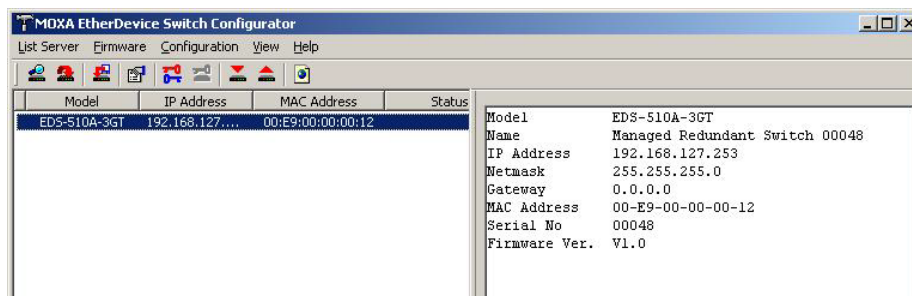 MOXA EtherDevice Switch Configurator
List Server Firmware Configuration View Help
Model IP Address MAC Address Status
EDS-510A-3GT 192.168.127.... 00:E9:00:00:00:12
Model EDS-510A-3GT
Name Managed Redundant Switch 00048
IP Address 192.168.127.253
Netmask 255.255.255.0
Gateway 0.0.0.0
MAC Address 00-E9-00-00-00-12
Serial No 00048
Firmware Ver. V1.0